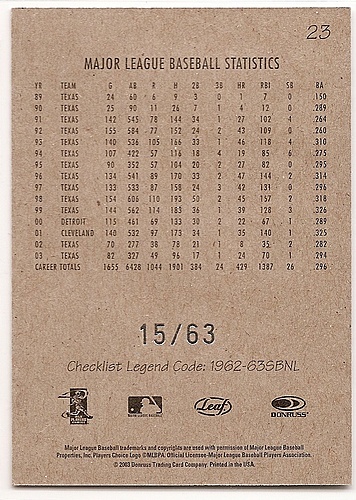 23
MAJOR LEAGUE BASEBALL STATISTICS
YR TEAM G AB R H 2B 3B HR RBI SB BA
89 TEXAS 24 60 6 9 3 0 1 7 0 .150
90 TEXAS 25 90 11 26 7 1 4 12 0 .289
91 TEXAS 142 545 78 144 34 1 27 102 4 .264
92 TEXAS 155 584 77 152 24 2 43 109 0 .260
93 TEXAS 140 536 105 166 33 1 46 118 4 .310
94 TEXAS 107 422 57 116 18 4 19 85 6 .275
95 TEXAS 90 352 57 104 20 2 27 82 0 .295
96 TEXAS 134 541 89 170 33 2 47 144 2 .314
97 TEXAS 133 533 87 158 24 3 42 131 0 .296
98 TEXAS 154 606 110 193 50 2 45 157 2 .318
99 TEXAS 144 562 114 183 36 1 39 128 3 .326
00 DETROIT 115 461 69 133 30 2 22 67 1 .289
01 CLEVELAND 140 532 97 173 34 1 35 140 1 .325
02 TEXAS 70 277 38 78 21 1 8 35 2 .282
03 TEXAS 82 327 49 96 17 1 24 70 1 .294
CAREER TOTALS 1655 6428 1044 1901 384 24 429 1387 26 .296
15/63
Checklist Legend Code: 1962-63SBNL
Leaf
DONRUSS
Major League Baseball trademarks and copyrights are used with permission of Major League Baseball
Properties, Inc. Players Choice Logo ©MLBPA. Official Licensee-Major League Baseball Players Association.
© 2003 Donruss Trading Card Company. Printed in the USA.